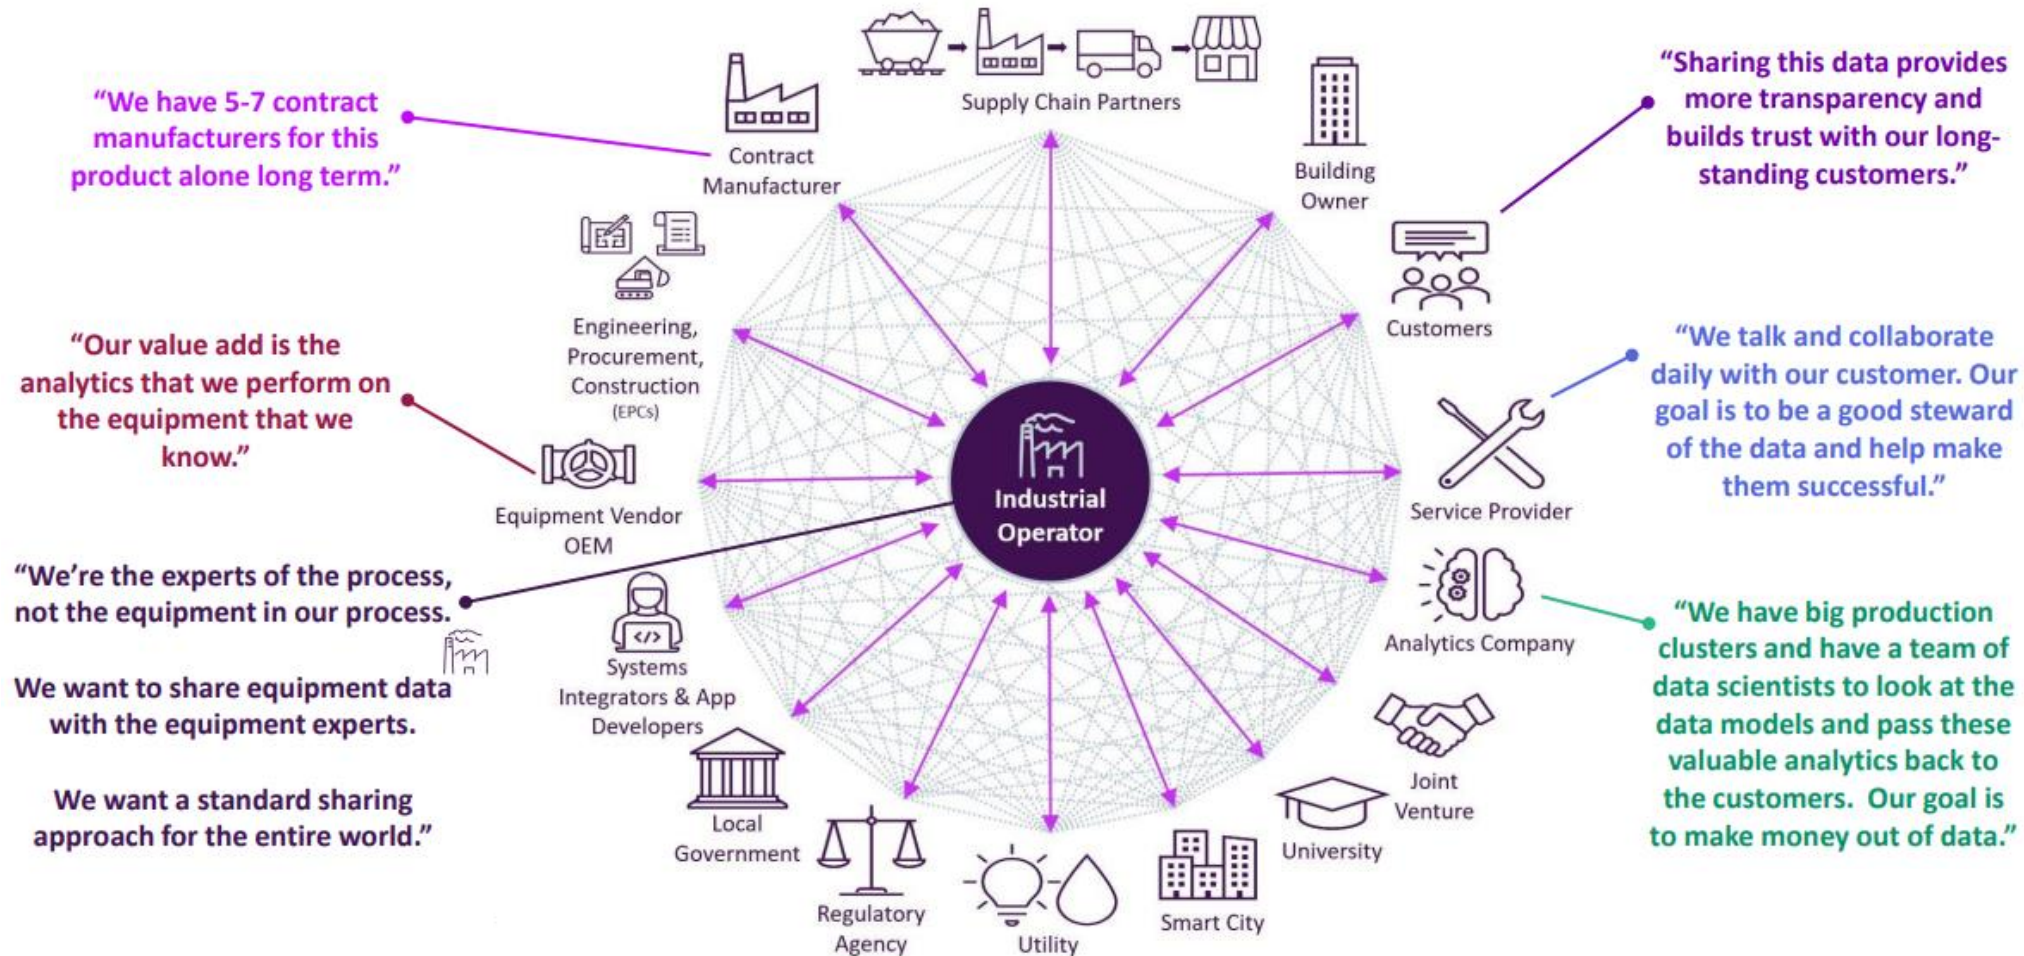 “We have 5-7 contract
manufacturers for this
product alone long term.”
“Our value add is the
analytics that we perform on
the equipment that we
know.”
“We’re the experts of the process,
not the equipment in our process.
We want to share equipment data
with the equipment experts.
We want a standard sharing
approach for the entire world.”
Supply Chain Partners
Contract
Manufacturer
Building
Owner
Engineering,
Procurement,
Construction
(EPCs)
Customers
Equipment Vendor
OEM
Industrial
Operator
Service Provider
</>
Systems
Integrators & App
Developers
Analytics Company
Local
Government
Joint
Venture
Regulatory
Agency
Utility
Smart City
University
“Sharing this data provides
more transparency and
builds trust with our long-
standing customers.”
“We talk and collaborate
daily with our customer. Our
goal is to be a good steward
of the data and help make
them successful.”
“We have big production
clusters and have a team of
data scientists to look at the
data models and pass these
valuable analytics back to
the customers.  Our goal is
to make money out of data.”